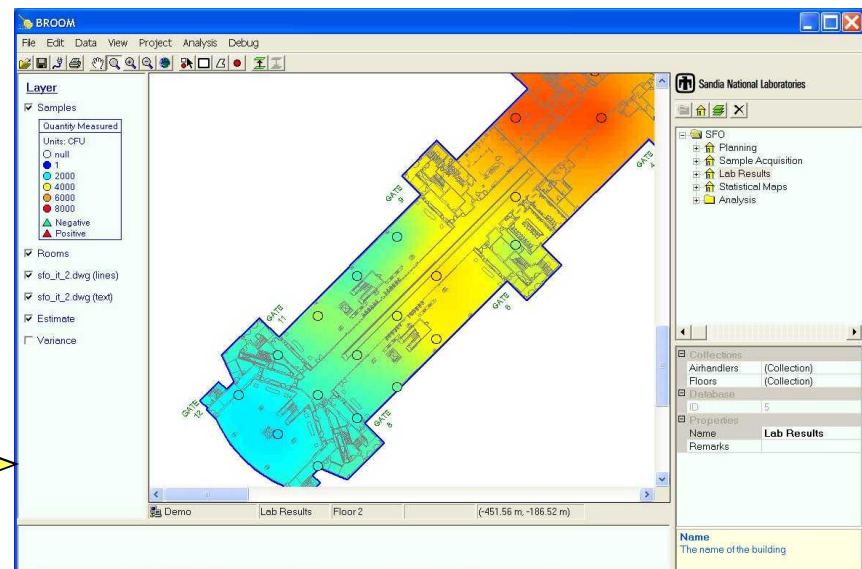 BROOM
File Edit Data View Project Analysis Debug
Layer
Samples
Quantity Measured
Units: CFU
null
1
2000
4000
6000
8000
Negative
Positive
Rooms
sfo_it_2.dwg (lines)
sfo_it_2.dwg (text)
Estimate
Variance
GATE
9
GATE
4
GATE
11
GATE
6
GATE
12
GATE
8
Demo Lab Results Floor 2 (-451.56 m, -186.52 m)
Sandia National Laboratories
SFO
Planning
Sample Acquisition
Lab Results
Statistical Maps
Analysis
Collections
Airhandlers (Collection)
Floors (Collection)
Database
ID 5
Properties
Name Lab Results
Remarks
Name
The name of the building